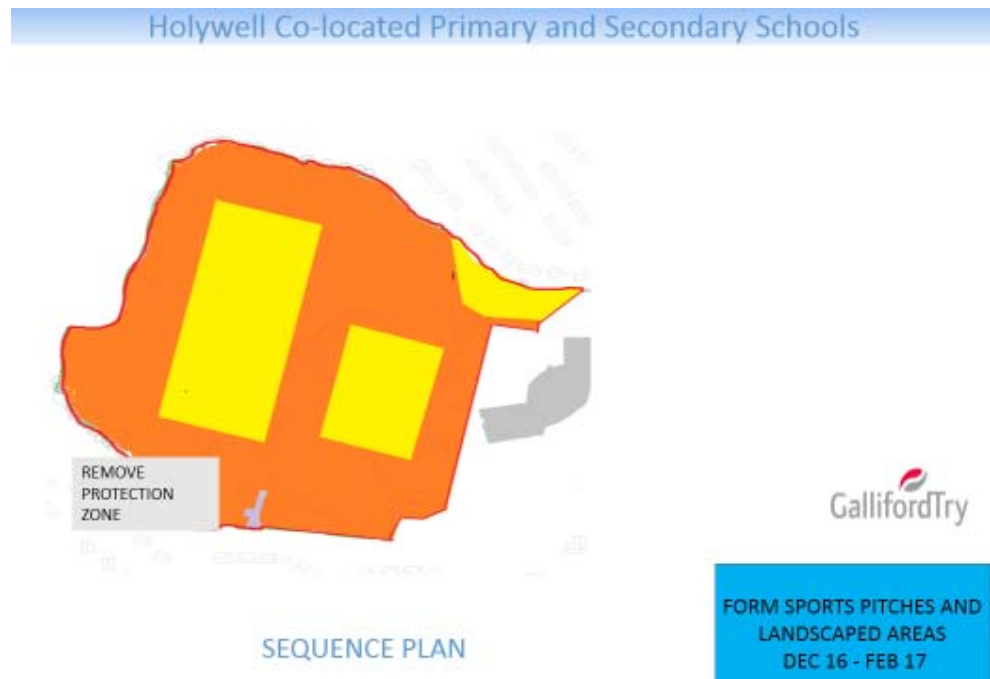 Holywell Co-located Primary and Secondary Schools
REMOVE
PROTECTION
ZONE
GallifordTry
FORM SPORTS PITCHES AND
LANDSCAPED AREAS
DEC 16 - FEB 17
SEQUENCE PLAN